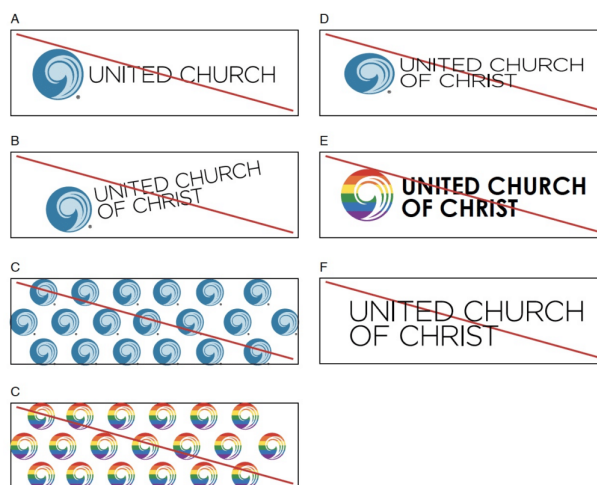 A
UNITED CHURCH
B
UNITED CHURCH
OF CHRIST
C
C
D
UNITED CHURCH
OF CHRIST
E
UNITED CHURCH
OF CHRIST
F
UNITED CHURCH
OF CHRIST